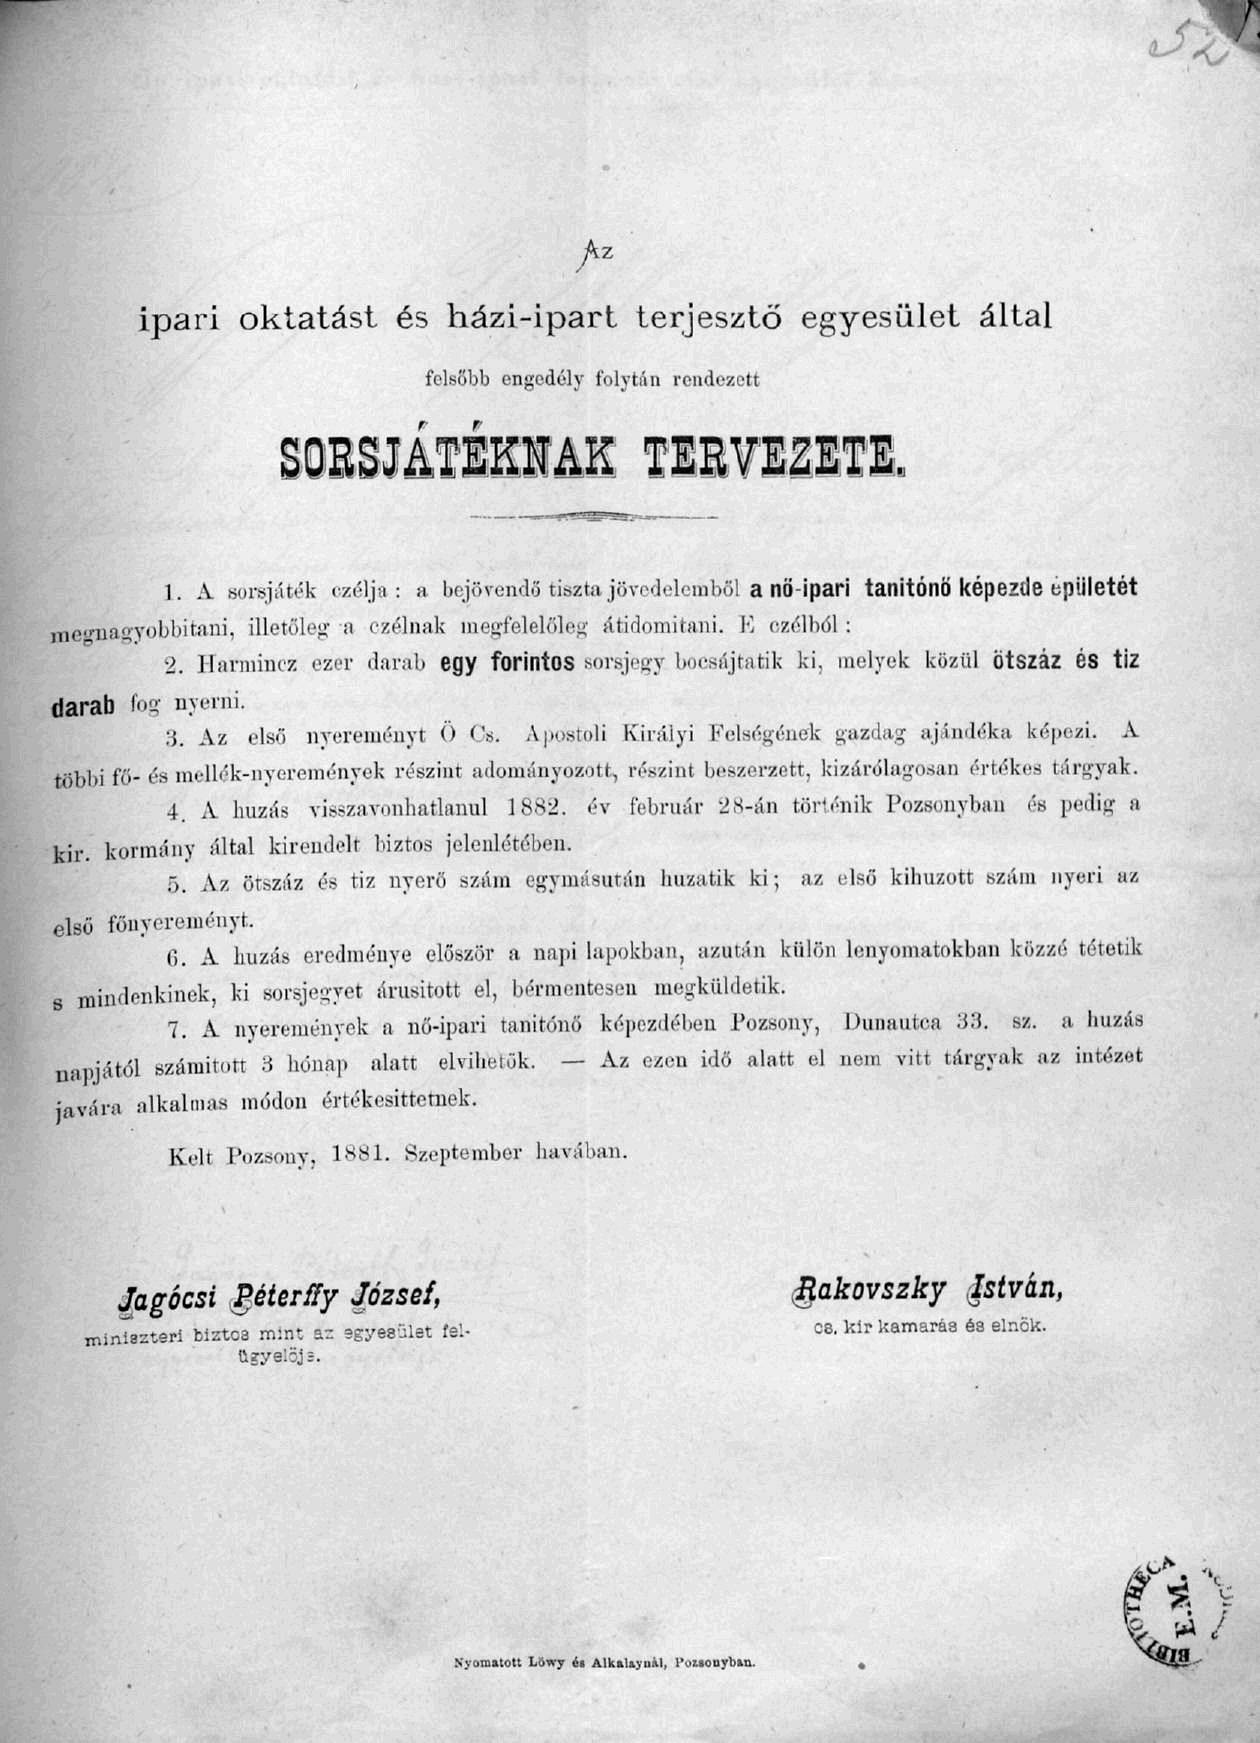 52
Az
ipari oktatást és házi-ipart terjesztő egyesület által
felsőbb engedély folytán rendezett
SORSJÁTÉKNAK TERVEZETE.
1. A sorsjáték czélja : a bejövendő tiszta jövedelemből a nő-ipari tanitónő képezde épületét
megnagyobbitani, illetőleg a czélnak megfelelőleg átidomitani. E czélból :
2. Harmincz ezer darab egy forintos sorsjegy bocsájtatik ki, melyek közül ötszáz és tiz
darab fog nyerni.
3. Az első nyereményt Ő Cs. Apostoli Királyi Felségének gazdag ajándéka képezi. A
többi fő- és mellék-nyeremények részint adományozott, részint beszerzett, kizárólagosan értékes tárgyak.
4. A huzás visszavonhatlanul 1882. év február 28-án történik Pozsonyban és pedig a
kir. kormány által kirendelt biztos jelenlétében.
5. Az ötszáz és tiz nyerő szám egymásután huzatik ki; az első kihuzott szám nyeri az
első főnyereményt.
6. A huzás eredménye először a napi lapokban, azután külön lenyomatokban közzé tétetik
s mindenkinek, ki sorsjegyet árusitott el, bérmentesen megküldetik.
7. A nyeremények a nő-ipari tanitónő képezdében Pozsony, Dunautca 33. sz. a huzás
napjától számitott 3 hónap alatt elvihetők. — Az ezen idő alatt el nem vitt tárgyak az intézet
javára alkalmas módon értékesittetnek.
Kelt Pozsony, 1881. Szeptember havában.
Jagócsi Péterffy József,
miniszteri biztos mint az egyesület fel-
ügyelője.
Rakovszky István,
cs. kir kamarás és elnök.
BIBLIOTHECA
E.M.
Nyomatott Löwy és Alkalaynál, Pozsonyban.